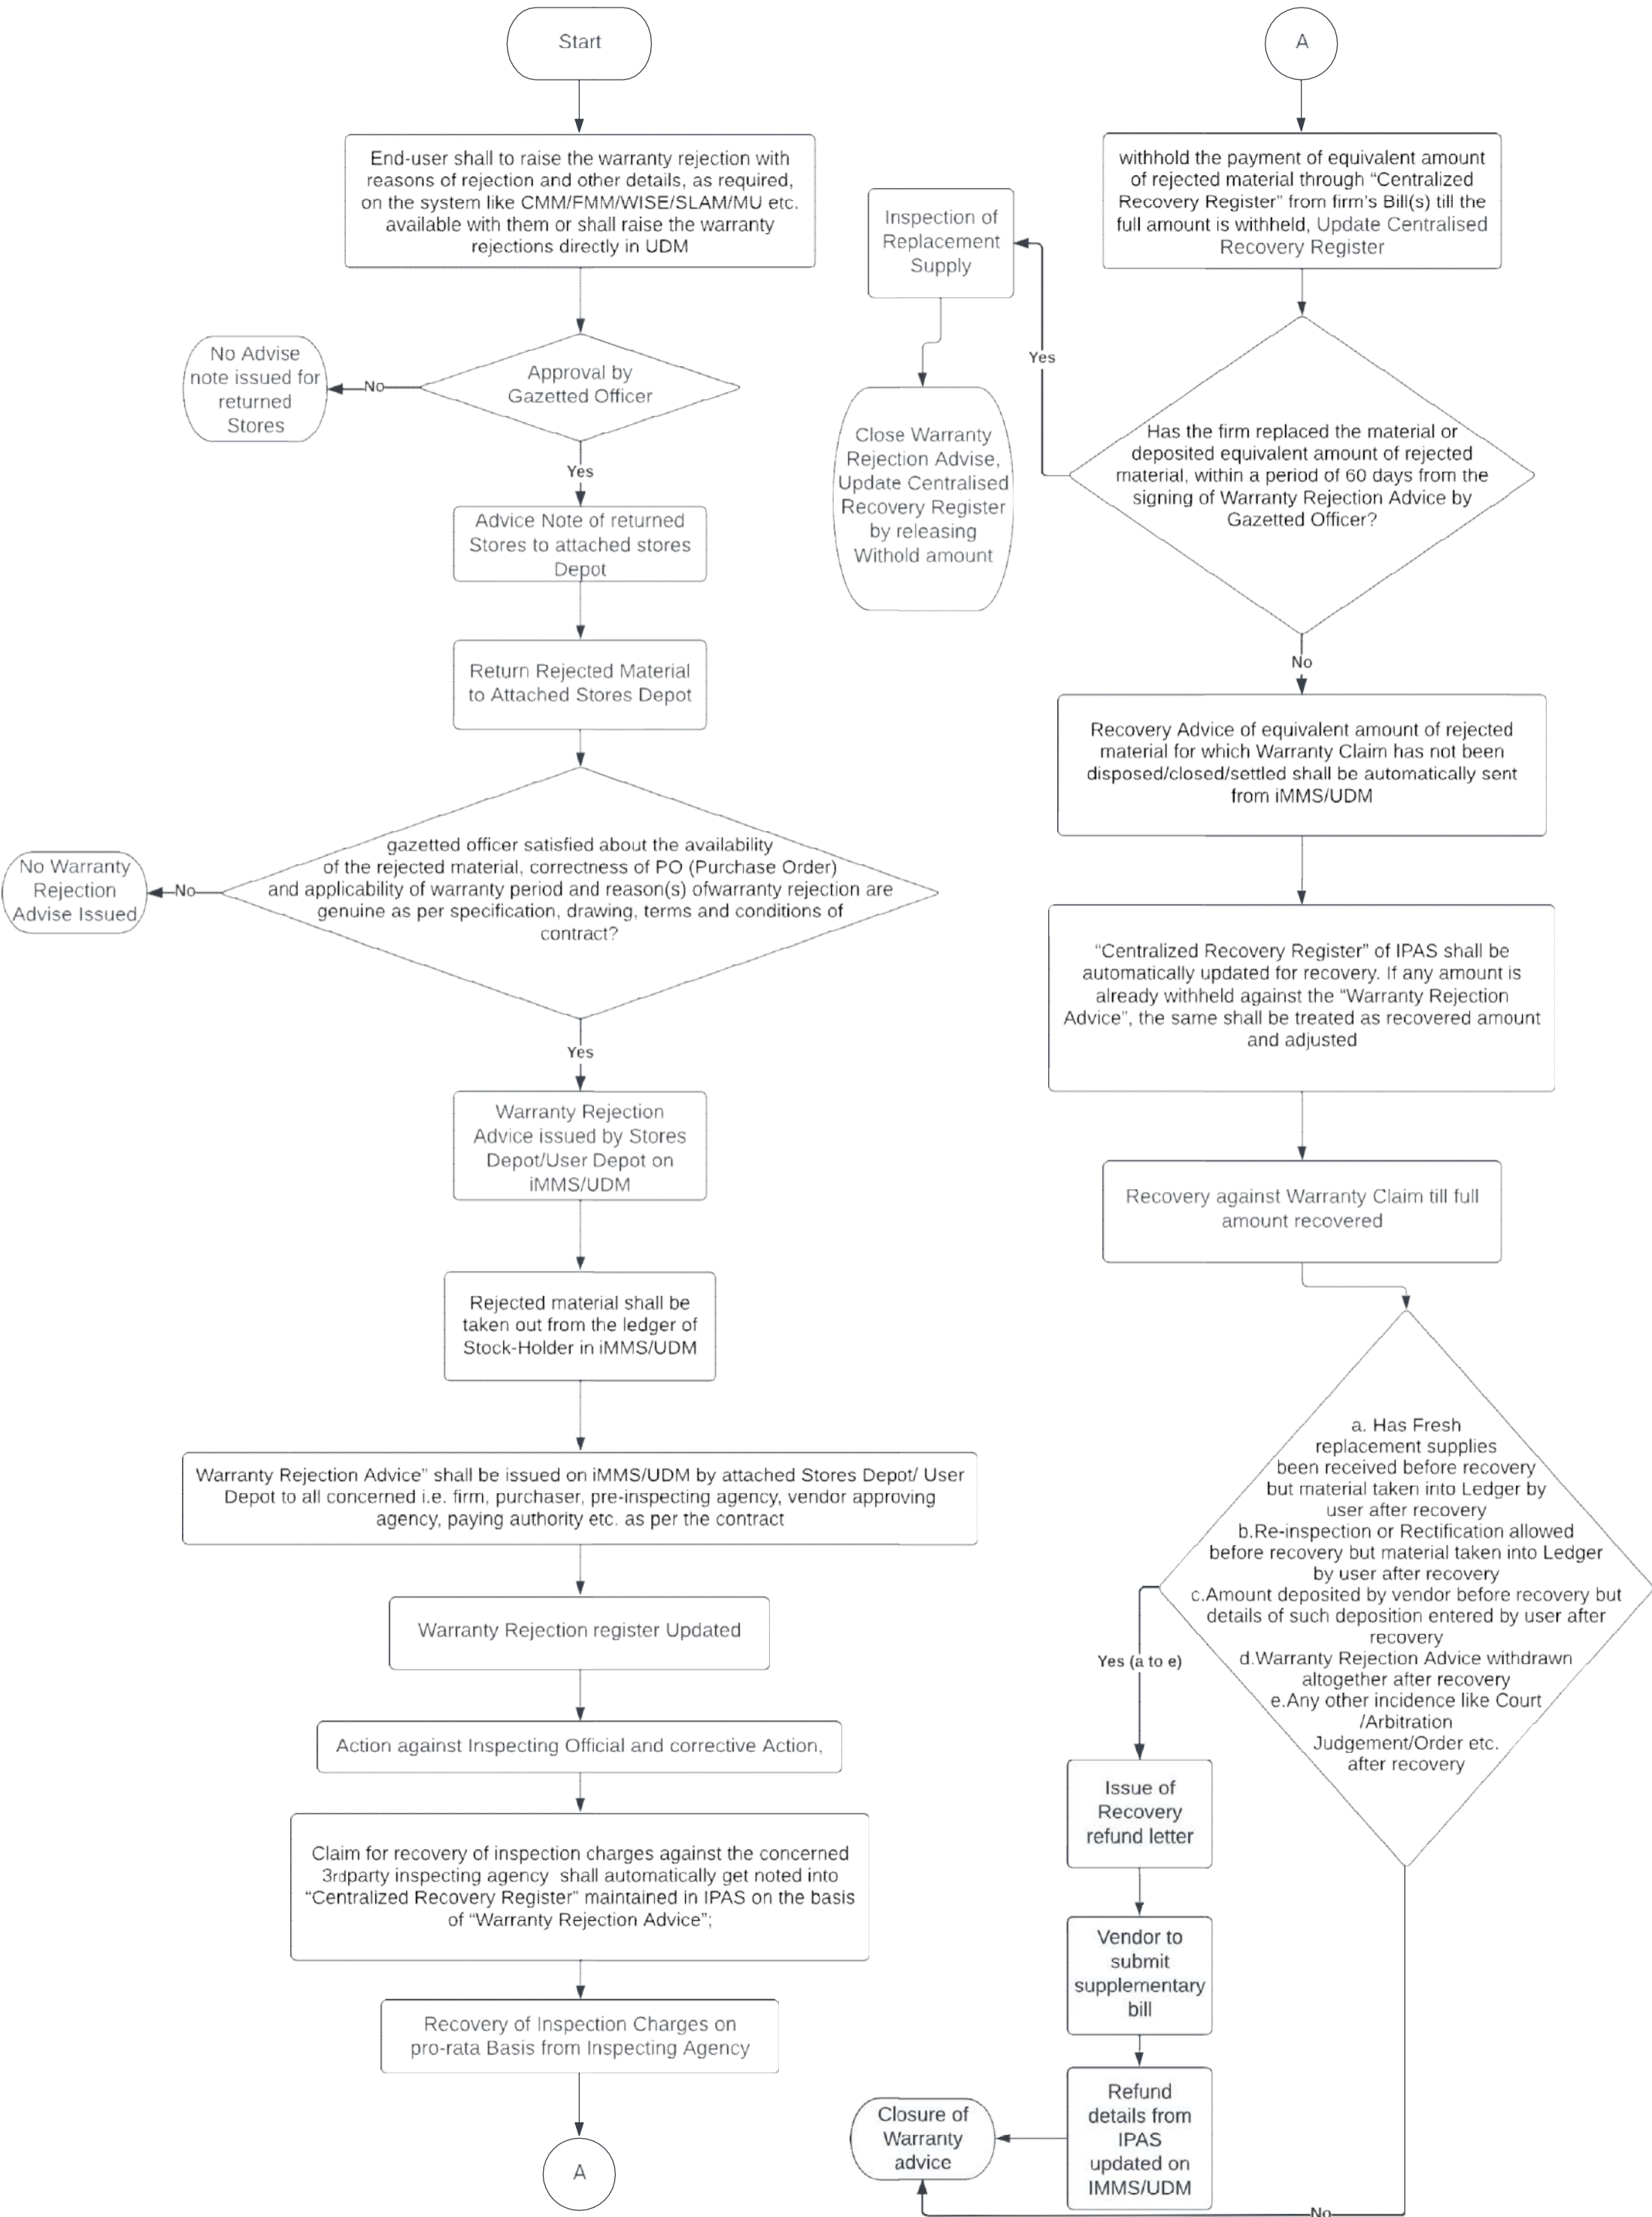 Start
End-user shall to raise the warranty rejection with
reasons of rejection and other details, as required,
on the system like CMM/FMM/WISE/SLAM/MU etc.
available with them or shall raise the warranty
rejections directly in UDM
Approval by
Gazetted Officer
No
No Advise
note issued for
returned
Stores
Yes
Advice Note of returned
Stores to attached stores
Depot
Return Rejected Material
to Attached Stores Depot
gazetted officer satisfied about the availability
of the rejected material, correctness of PO (Purchase Order)
and applicability of warranty period and reason(s) ofwarranty rejection are
genuine as per specification, drawing, terms and conditions of
contract?
No
No Warranty
Rejection
Advise Issued
Yes
Warranty Rejection
Advice issued by Stores
Depot/User Depot on
iMMS/UDM
Rejected material shall be
taken out from the ledger of
Stock-Holder in iMMS/UDM
Warranty Rejection Advice” shall be issued on iMMS/UDM by attached Stores Depot/ User
Depot to all concerned i.e. firm, purchaser, pre-inspecting agency, vendor approving
agency, paying authority etc. as per the contract
Warranty Rejection register Updated
Action against Inspecting Official and corrective Action,
Claim for recovery of inspection charges against the concerned
3rdparty inspecting agency  shall automatically get noted into
“Centralized Recovery Register” maintained in IPAS on the basis
of “Warranty Rejection Advice”;
Recovery of Inspection Charges on
pro-rata Basis from Inspecting Agency
A
A
withhold the payment of equivalent amount
of rejected material through “Centralized
Recovery Register” from firm’s Bill(s) till the
full amount is withheld, Update Centralised
Recovery Register
Has the firm replaced the material or
deposited equivalent amount of rejected
material, within a period of 60 days from the
signing of Warranty Rejection Advice by
Gazetted Officer?
Yes
Inspection of
Replacement
Supply
Close Warranty
Rejection Advise,
Update Centralised
Recovery Register
by releasing
Withold amount
No
Recovery Advice of equivalent amount of rejected
material for which Warranty Claim has not been
disposed/closed/settled shall be automatically sent
from iMMS/UDM
“Centralized Recovery Register” of IPAS shall be
automatically updated for recovery. If any amount is
already withheld against the “Warranty Rejection
Advice”, the same shall be treated as recovered amount
and adjusted
Recovery against Warranty Claim till full
amount recovered
a. Has Fresh
replacement supplies
been received before recovery
but material taken into Ledger by
user after recovery
b.Re-inspection or Rectification allowed
before recovery but material taken into Ledger
by user after recovery
c.Amount deposited by vendor before recovery but
details of such deposition entered by user after
recovery
d.Warranty Rejection Advice withdrawn
altogether after recovery
e.Any other incidence like Court
/Arbitration
Judgement/Order etc.
after recovery
Yes (a to e)
Issue of
Recovery
refund letter
Vendor to
submit
supplementary
bill
Refund
details from
IPAS
updated on
IMMS/UDM
Closure of
Warranty
advice
No